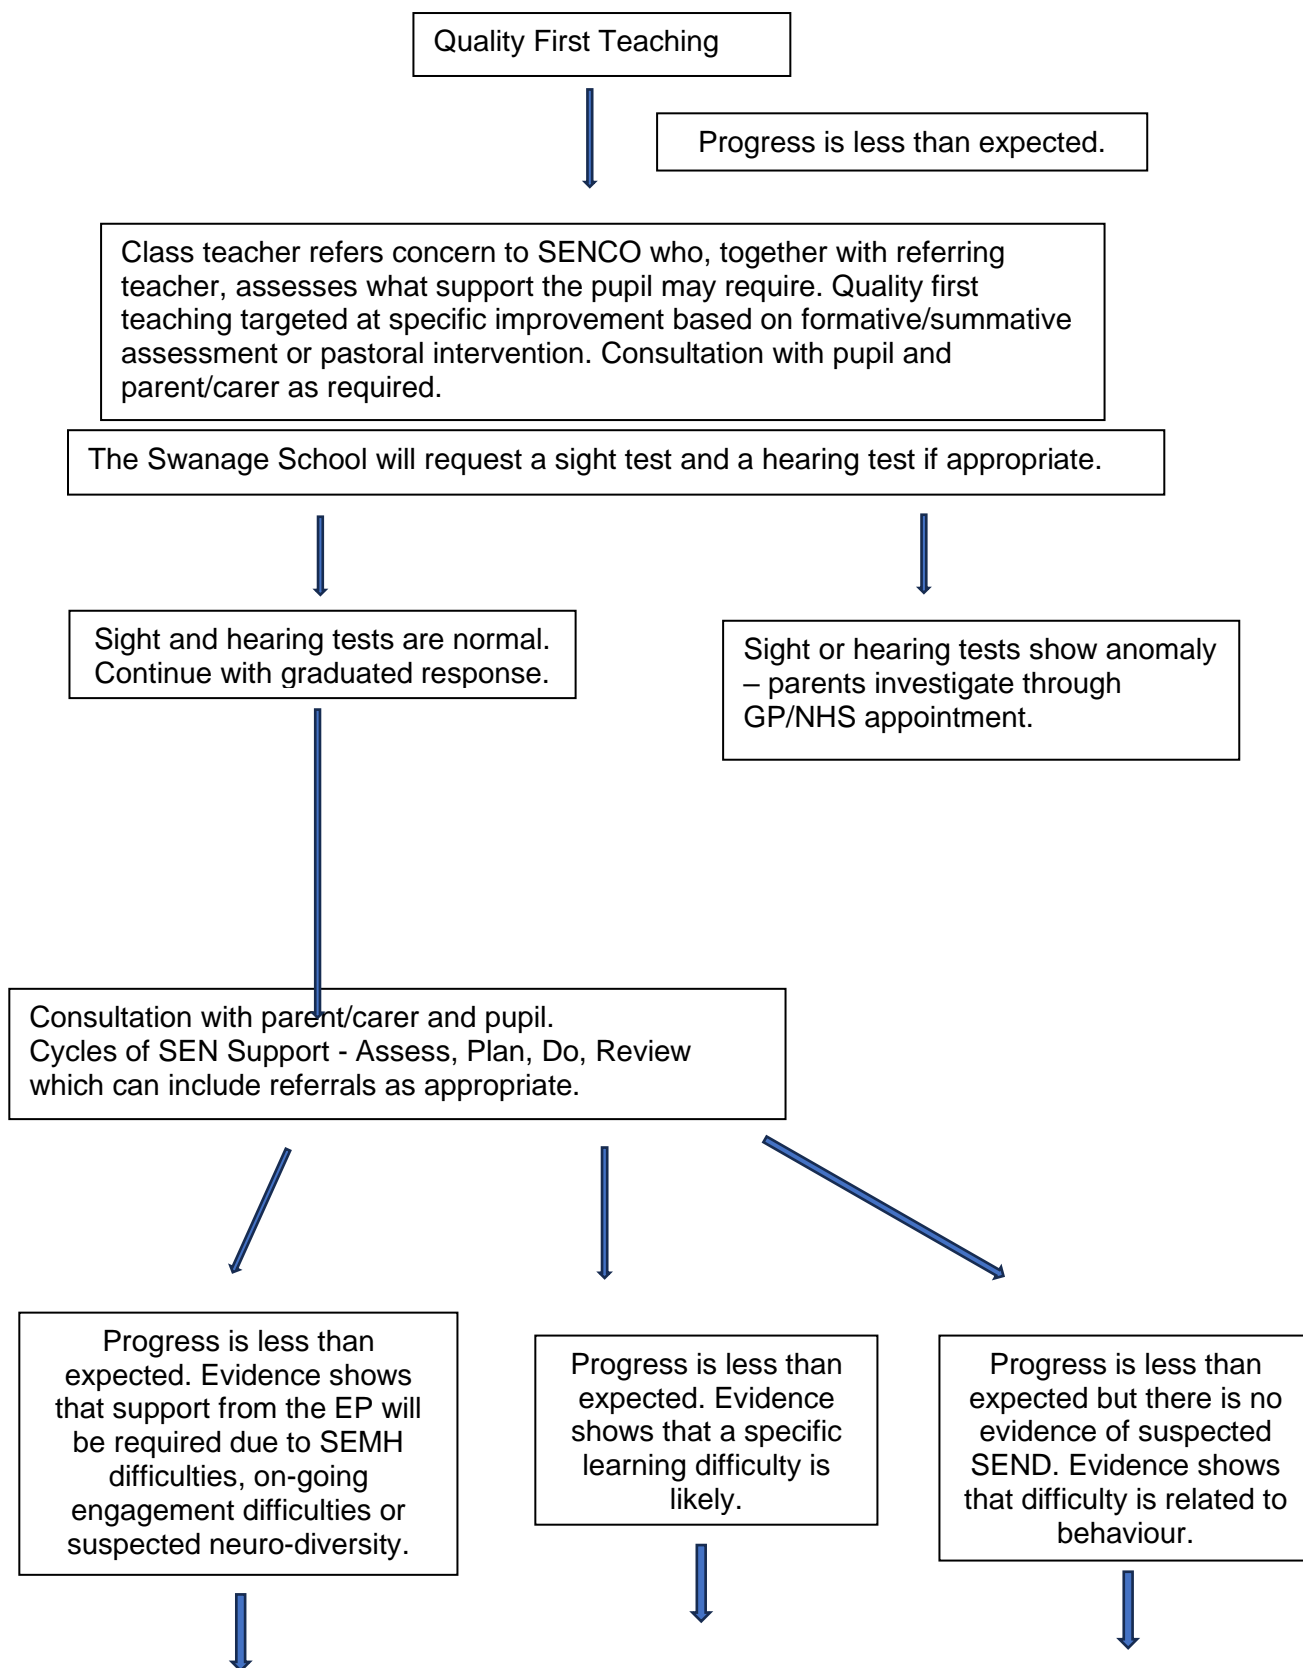 Quality First Teaching
Progress is less than expected.
Class teacher refers concern to SENCO who, together with referring
teacher, assesses what support the pupil may require. Quality first
teaching targeted at specific improvement based on formative/summative
assessment or pastoral intervention. Consultation with pupil and
parent/carer as required.
The Swanage School will request a sight test and a hearing test if appropriate.
Sight and hearing tests are normal.
Continue with graduated response.
Sight or hearing tests show anomaly
– parents investigate through
GP/NHS appointment.
Consultation with parent/carer and pupil.
Cycles of SEN Support - Assess, Plan, Do, Review
which can include referrals as appropriate.
Progress is less than
expected. Evidence shows
that support from the EP will
be required due to SEMH
difficulties, on-going
engagement difficulties or
suspected neuro-diversity.
Progress is less than
expected. Evidence
shows that a specific
learning difficulty is
likely.
Progress is less than
expected but there is no
evidence of suspected
SEND. Evidence shows
that difficulty is related to
behaviour.